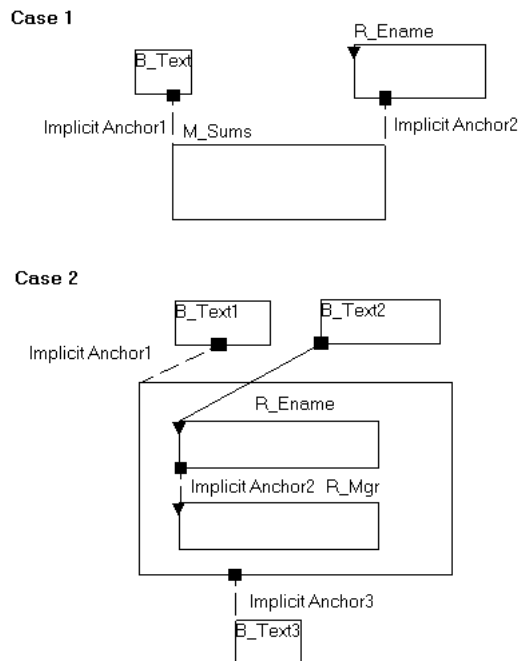 Case 1
R_Ename
B_Text
Implicit Anchor1
Implicit Anchor2
M_Sums
Case 2
B_Text1
B_Text2
Implicit Anchor1
R_Ename
Implicit Anchor2 R_Mgr
Implicit Anchor3
B_Text3